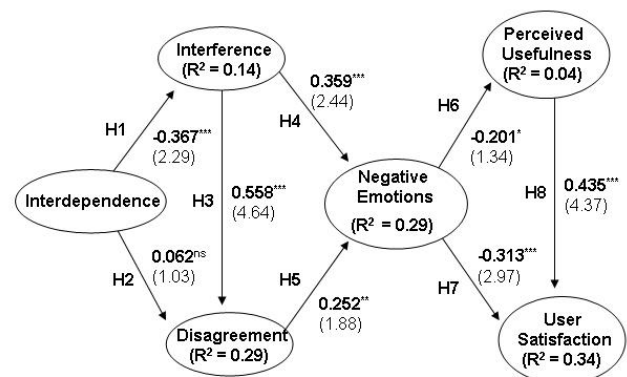 Interference
(R² = 0.14)
Perceived
Usefulness
(R² = 0.04)
H1
-0.367***
(2.29)
0.359***
(2.44)
H4
H6
-0.201*
(1.34)
Interdependence
H3
0.558***
(4.64)
Negative
Emotions
(R² = 0.29)
H8
0.435***
(4.37)
H2
0.062ns
(1.03)
H5
0.252**
(1.88)
-0.313***
(2.97)
H7
Disagreement
(R² = 0.29)
User
Satisfaction
(R² = 0.34)